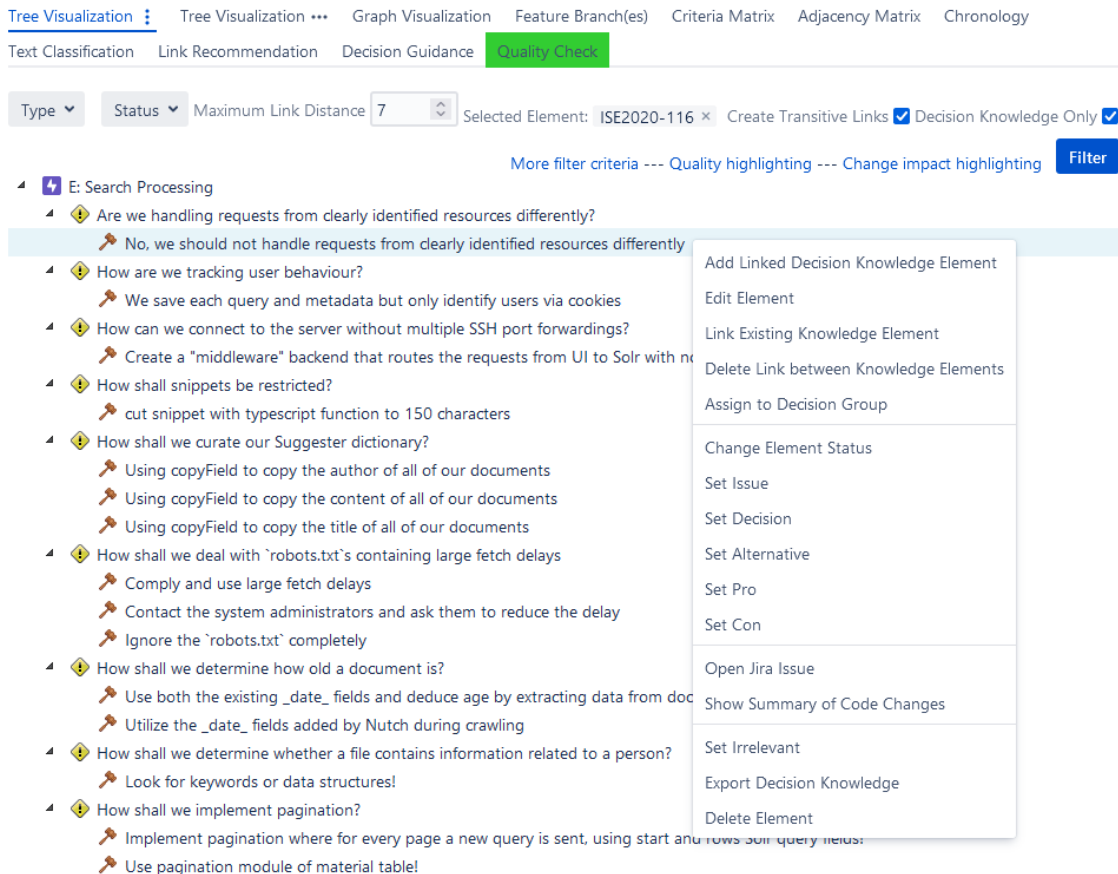 Tree Visualization Tree Visualization Graph Visualization Feature Branch(es) Criteria Matrix Adjacency Matrix Chronology
Text Classification Link Recommendation Decision Guidance Quality Check
Type Status Maximum Link Distance 7 Selected Element: ISE2020-116 × Create Transitive Links Decision Knowledge Only
More filter criteria --- Quality highlighting --- Change impact highlighting Filter
E: Search Processing
Are we handling requests from clearly identified resources differently?
No, we should not handle requests from clearly identified resources differently
How are we tracking user behaviour?
We save each query and metadata but only identify users via cookies
How can we connect to the server without multiple SSH port forwardings?
Create a "middleware" backend that routes the requests from UI to Solr with
How shall snippets be restricted?
cut snippet with typescript function to 150 characters
How shall we curate our Suggester dictionary?
Using copyField to copy the author of all of our documents
Using copyField to copy the content of all of our documents
Using copyField to copy the title of all of our documents
How shall we deal with `robots.txt`s containing large fetch delays
Comply and use large fetch delays
Contact the system administrators and ask them to reduce the delay
Ignore the `robots.txt` completely
How shall we determine how old a document is?
Use both the existing _date_ fields and deduce age by extracting data from
Utilize the _date_ fields added by Nutch during crawling
How shall we determine whether a file contains information related to a person?
Look for keywords or data structures!
How shall we implement pagination?
Implement pagination where for every page a new query is sent, using start and rows Solr query fields!
Use pagination module of material table!
Add Linked Decision Knowledge Element
Edit Element
Link Existing Knowledge Element
Delete Link between Knowledge Elements
Assign to Decision Group
Change Element Status
Set Issue
Set Decision
Set Alternative
Set Pro
Set Con
Open Jira Issue
Show Summary of Code Changes
Set Irrelevant
Export Decision Knowledge
Delete Element